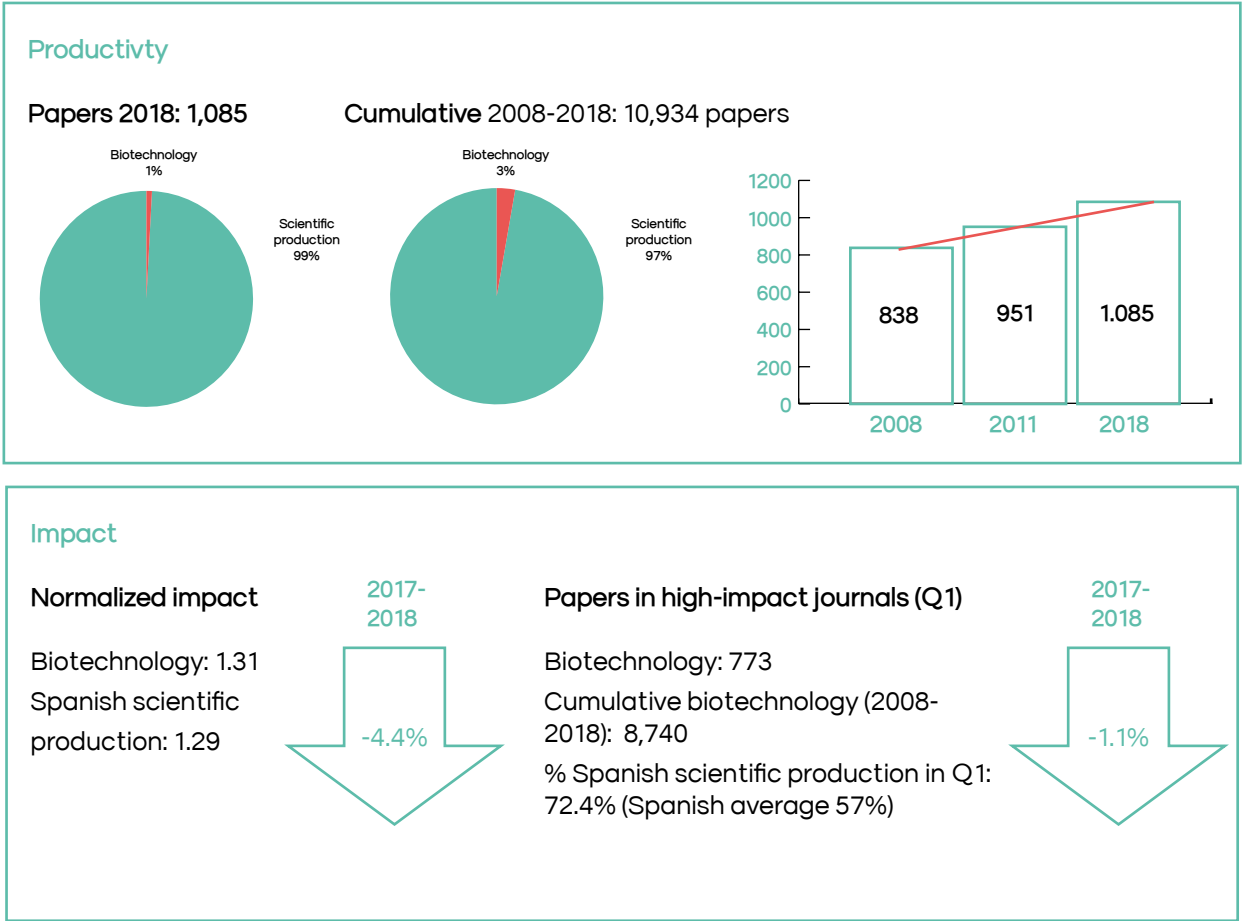 Productivty
Papers 2018: 1,085
Cumulative 2008-2018: 10,934 papers
Biotechnology
1%
Scientific
production
99%
Biotechnology
3%
Scientific
production
97%
1200
1000
800
600
400
200
0
838
951
1.085
2008
2011
2018
Impact
Normalized impact
Biotechnology: 1.31
Spanish scientific
production: 1.29
2017-
2018
-4.4%
Papers in high-impact journals (Q1)
Biotechnology: 773
Cumulative biotechnology (2008-
2018): 8,740
% Spanish scientific production in Q1:
72.4% (Spanish average 57%)
2017-
2018
-1.1%